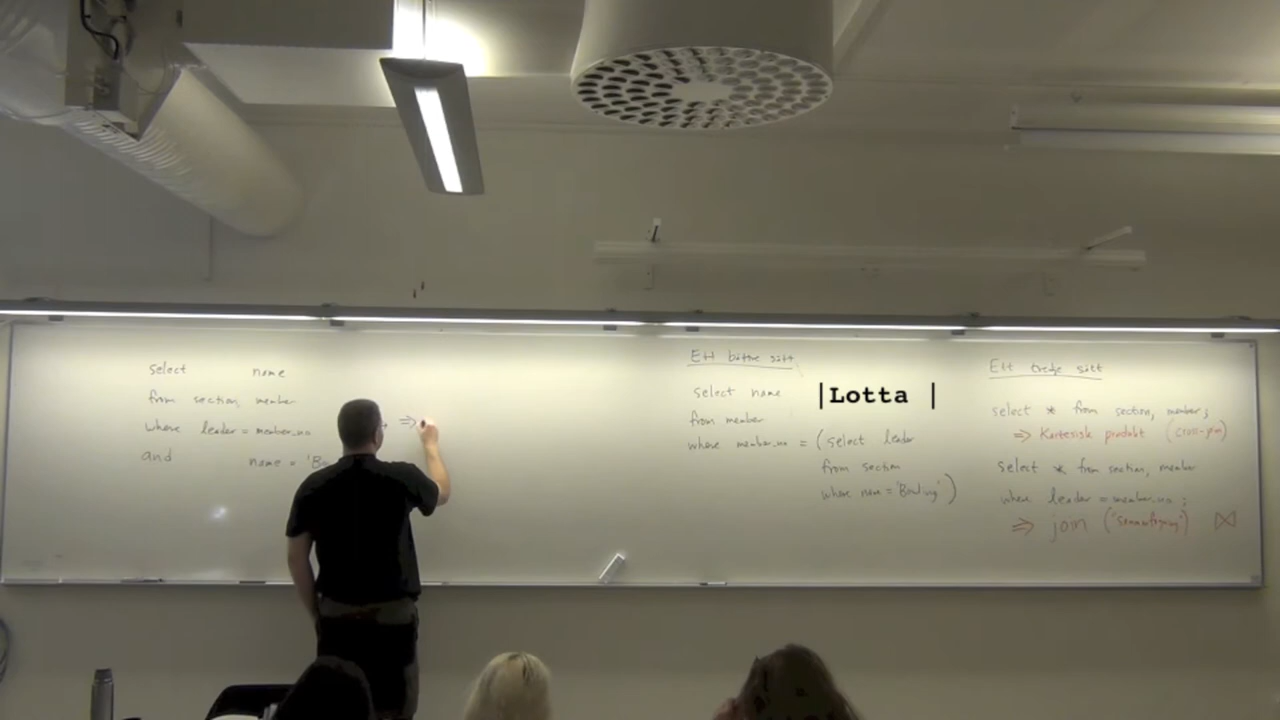 select name
from section, member
where leader = member_no
and name = 'Bo
⇒
Ett bättre sätt
select name
from member
where member_no = (select leader
from section
where name = 'Bowling')
|Lotta |
Ett tredje sätt
select * from section, member;
⇒ Kartesisk produkt (cross-join)
select * from section, member
where leader = member_no;
⇒ join ("sammanfogning") ⋈